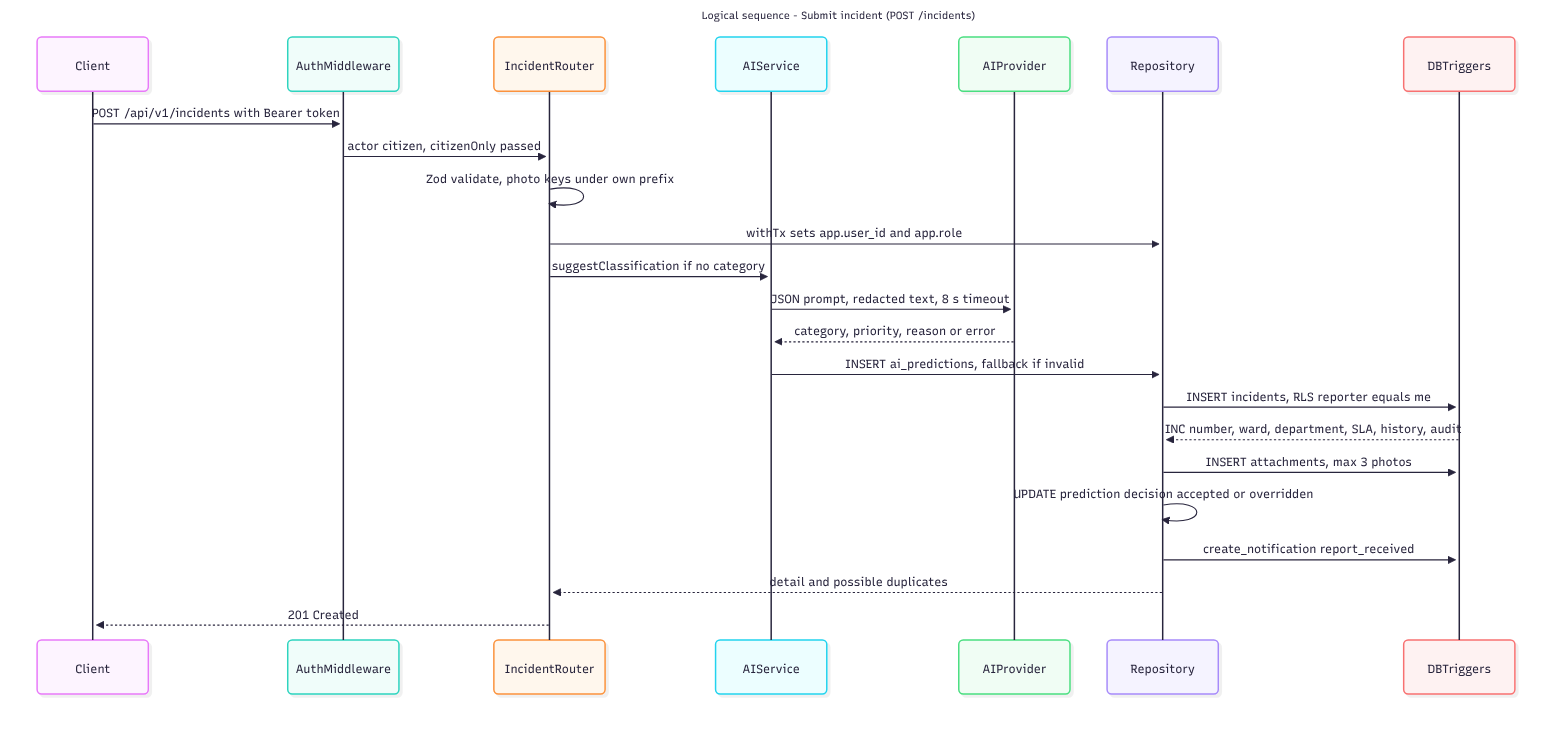 Logical sequence - Submit incident (POST /incidents)
Client
AuthMiddleware
IncidentRouter
AIService
AIProvider
Repository
DBTriggers
POST /api/v1/incidents with Bearer token
actor citizen, citizenOnly passed
Zod validate, photo keys under own prefix
withTx sets app.user_id and app.role
suggestClassification if no category
JSON prompt, redacted text, 8 s timeout
category, priority, reason or error
INSERT ai_predictions, fallback if invalid
INSERT incidents, RLS reporter equals me
INC number, ward, department, SLA, history, audit
INSERT attachments, max 3 photos
UPDATE prediction decision accepted or overridden
create_notification report_received
detail and possible duplicates
201 Created
Client
AuthMiddleware
IncidentRouter
AIService
AIProvider
Repository
DBTriggers